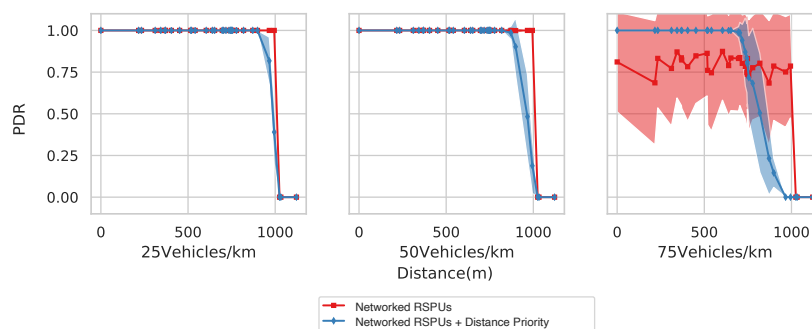 1.00
0.75
0.50
0.25
0.00
PDR
0 500 1000
25Vehicles/km
0 500 1000
50Vehicles/km
0 500 1000
75Vehicles/km
Distance(m)
Networked RSPUs
Networked RSPUs + Distance Priority